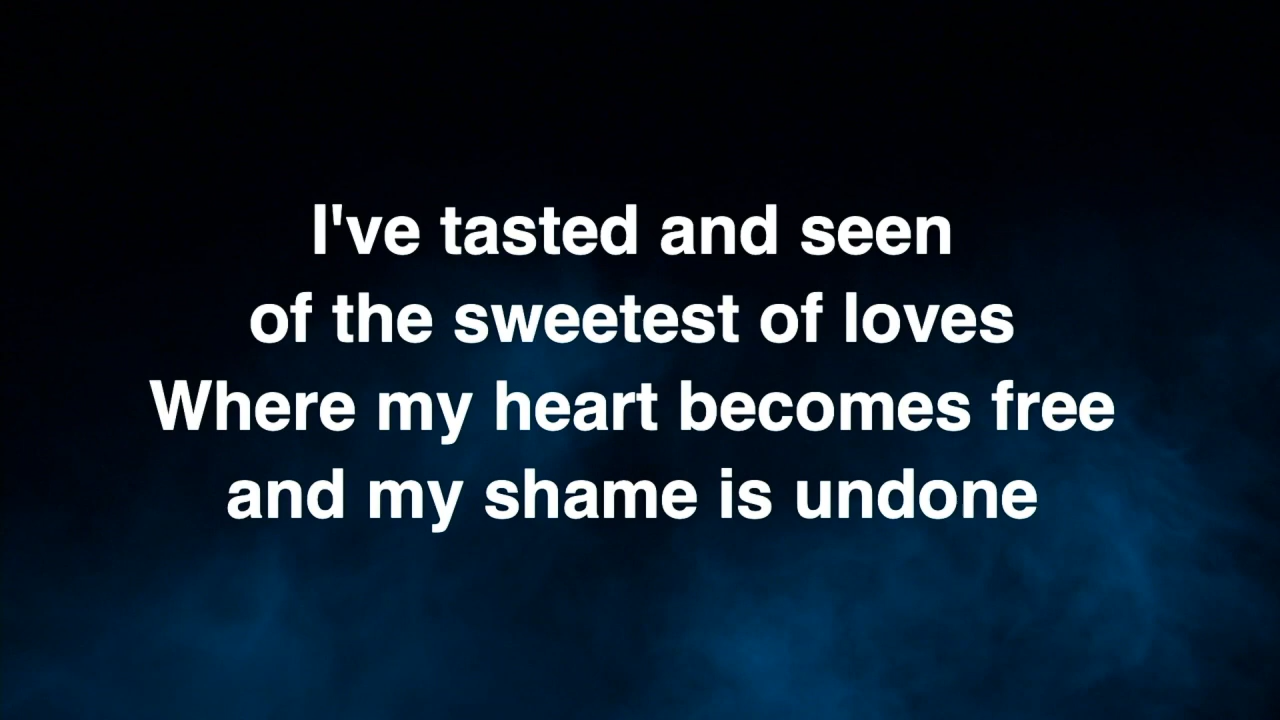 I've tasted and seen
of the sweetest of loves
Where my heart becomes free
and my shame is undone